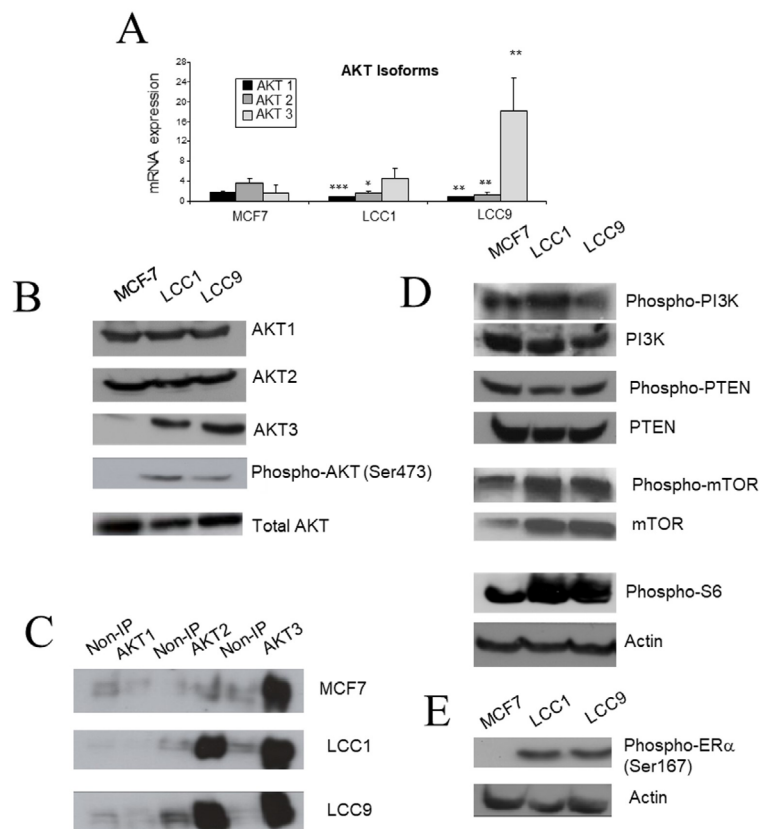 A
AKT Isoforms
mRNA expression
28
24
20
16
12
8
4
0
AKT 1
AKT 2
AKT 3
*** * ** ** **
MCF7 LCC1 LCC9
B
MCF-7 LCC1 LCC9
AKT1
AKT2
AKT3
Phospho-AKT (Ser473)
Total AKT
C
Non-IP AKT1 Non-IP AKT2 Non-IP AKT3
MCF7
LCC1
LCC9
D
MCF7 LCC1 LCC9
Phospho-PI3K
PI3K
Phospho-PTEN
PTEN
Phospho-mTOR
mTOR
Phospho-S6
Actin
E
MCF7 LCC1 LCC9
Phospho-ERα
(Ser167)
Actin